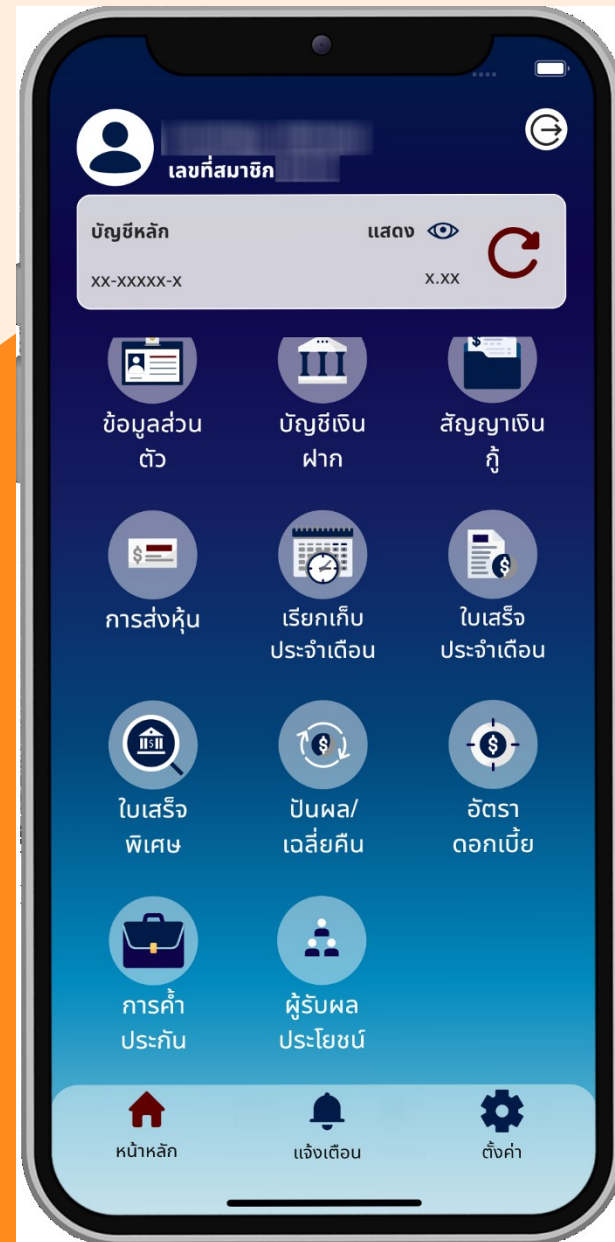 เลขที่สมาชิก
บัญชีหลัก แสดง
xx-xxxxx-x x.xx
ข้อมูลส่วน บัญชีเงิน สัญญาเงิน
ตัว ฝาก กู้
การส่งหุ้น เรียกเก็บ ใบเสร็จ
ประจำเดือน ประจำเดือน
ใบเสร็จ ปันผล/ อัตรา
พิเศษ เฉลี่ยคืน ดอกเบี้ย
การค้ำ ผู้รับผล
ประกัน ประโยชน์
หน้าหลัก แจ้งเตือน ตั้งค่า